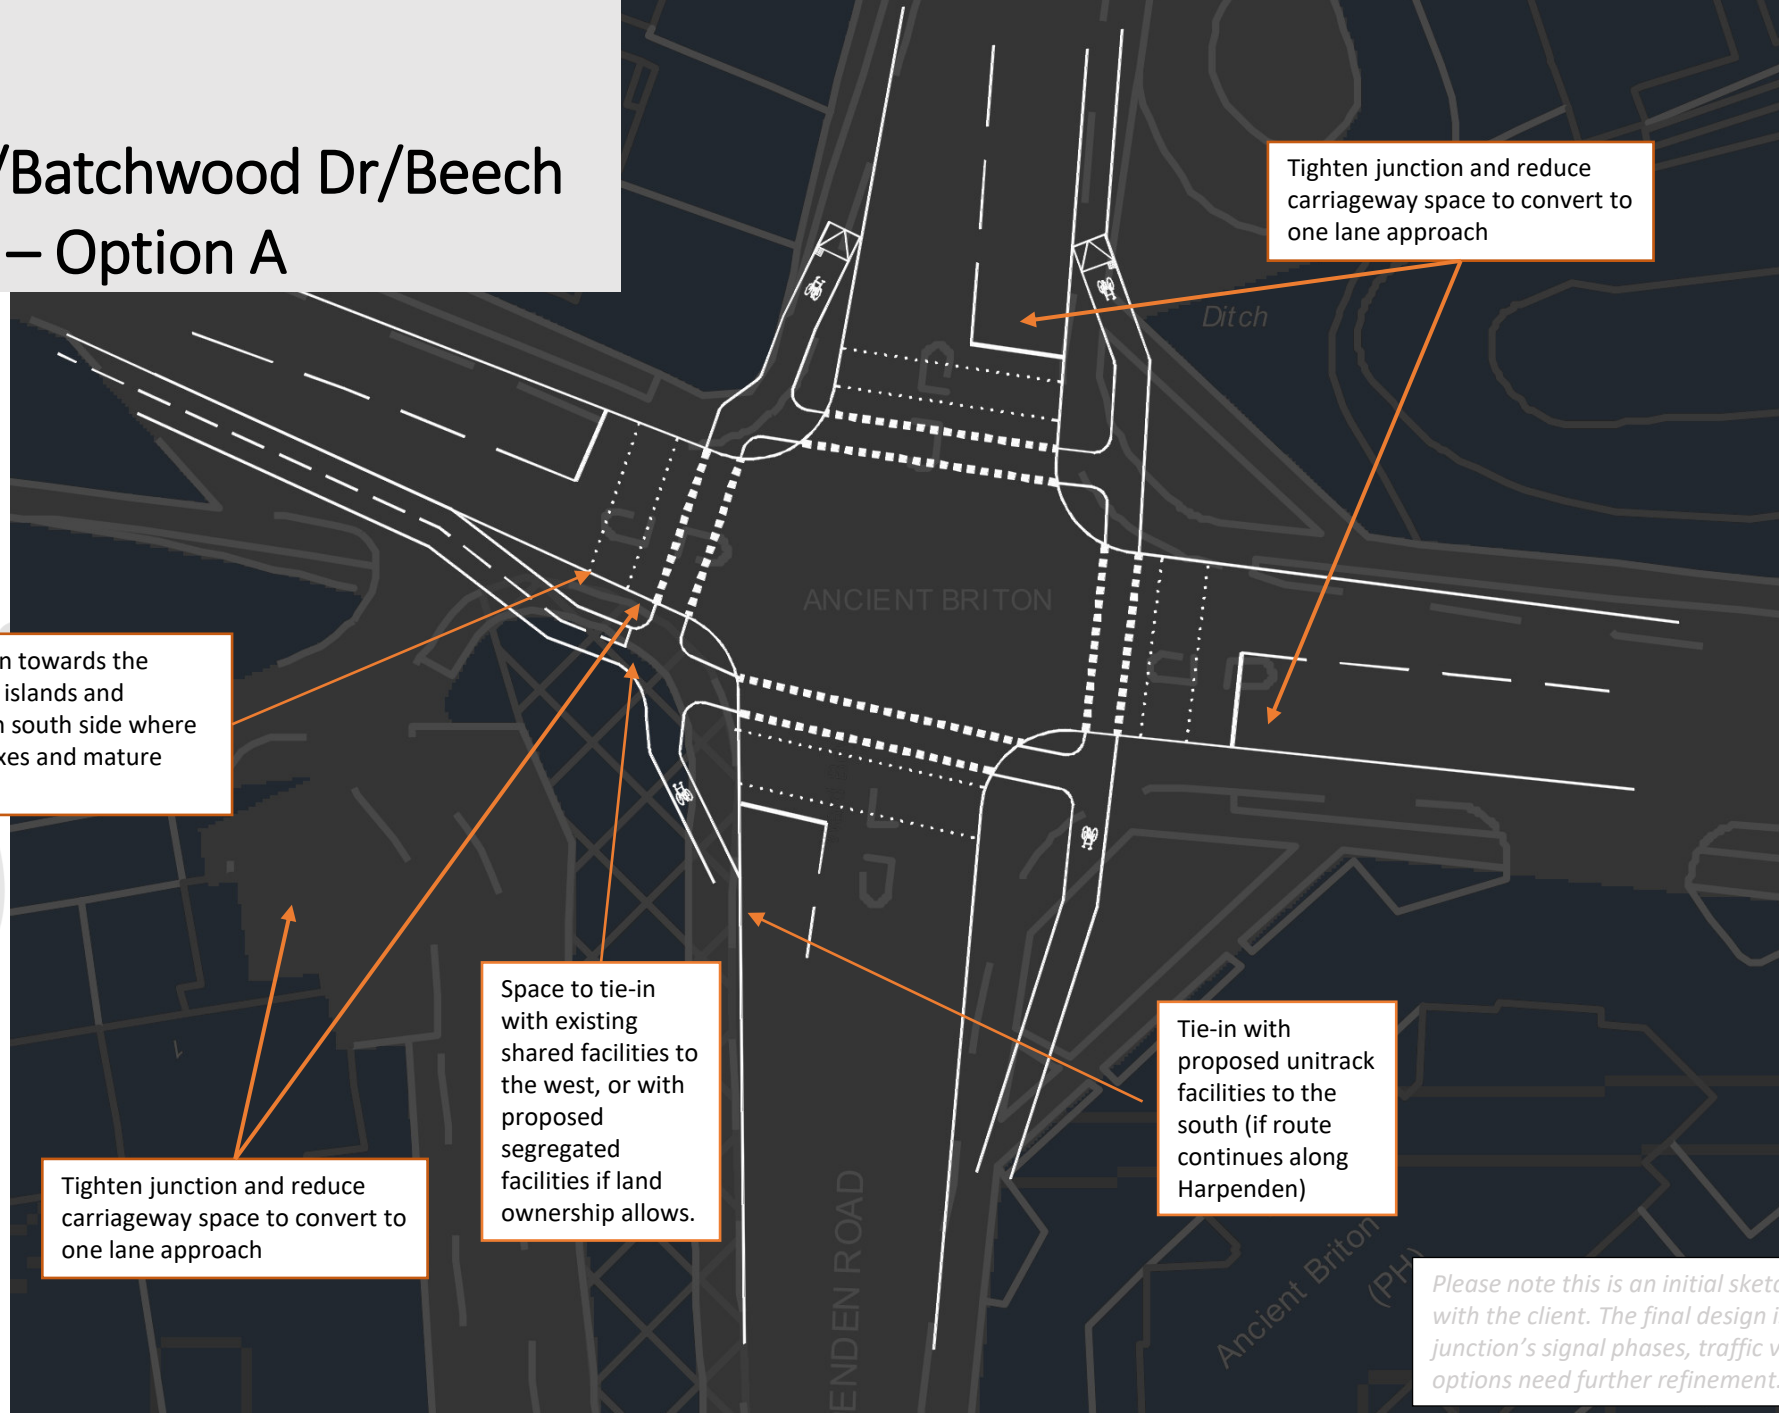 /Batchwood Dr/Beech
– Option A
Tighten junction and reduce
carriageway space to convert to
one lane approach
Ditch
ANCIENT BRITON
n towards the
islands and
n south side where
xes and mature
Space to tie-in
with existing
shared facilities to
the west, or with
proposed
segregated
facilities if land
ownership allows.
Tie-in with
proposed unitrack
facilities to the
south (if route
continues along
Harpenden)
Tighten junction and reduce
carriageway space to convert to
one lane approach
ENDEN ROAD
Ancient Briton
(PH)
1
Please note this is an initial sketc
with the client. The final design i
junction's signal phases, traffic v
options need further refinement.